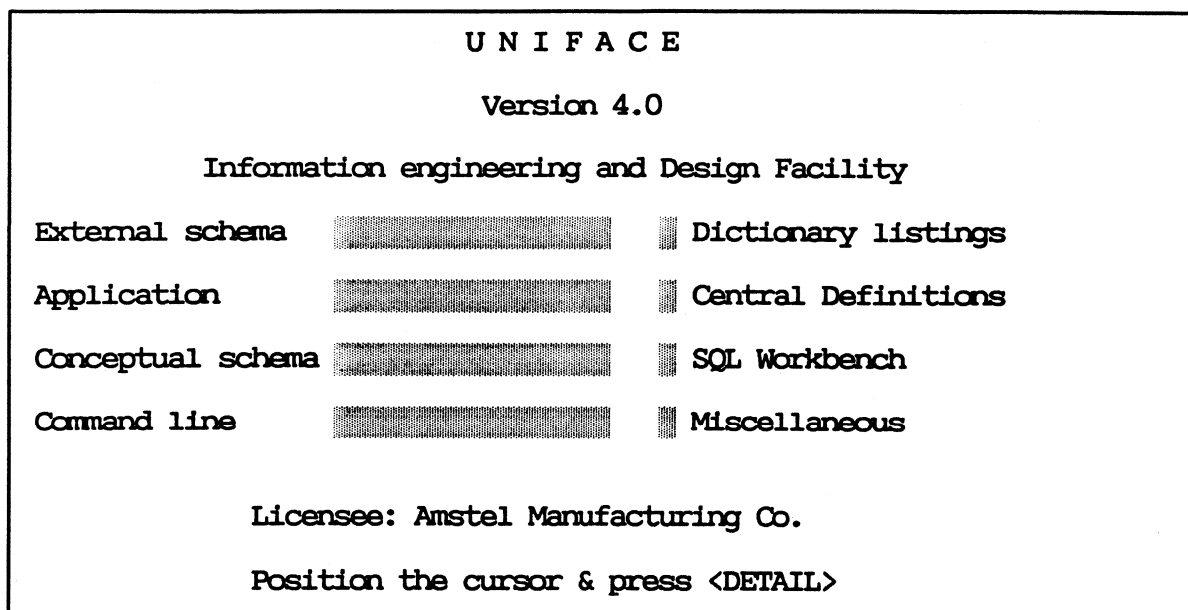 U N I F A C E
Version 4.0
Information engineering and Design Facility
External schema Dictionary listings
Application Central Definitions
Conceptual schema SQL Workbench
Command line Miscellaneous
Licensee: Amstel Manufacturing Co.
Position the cursor & press <DETAIL>